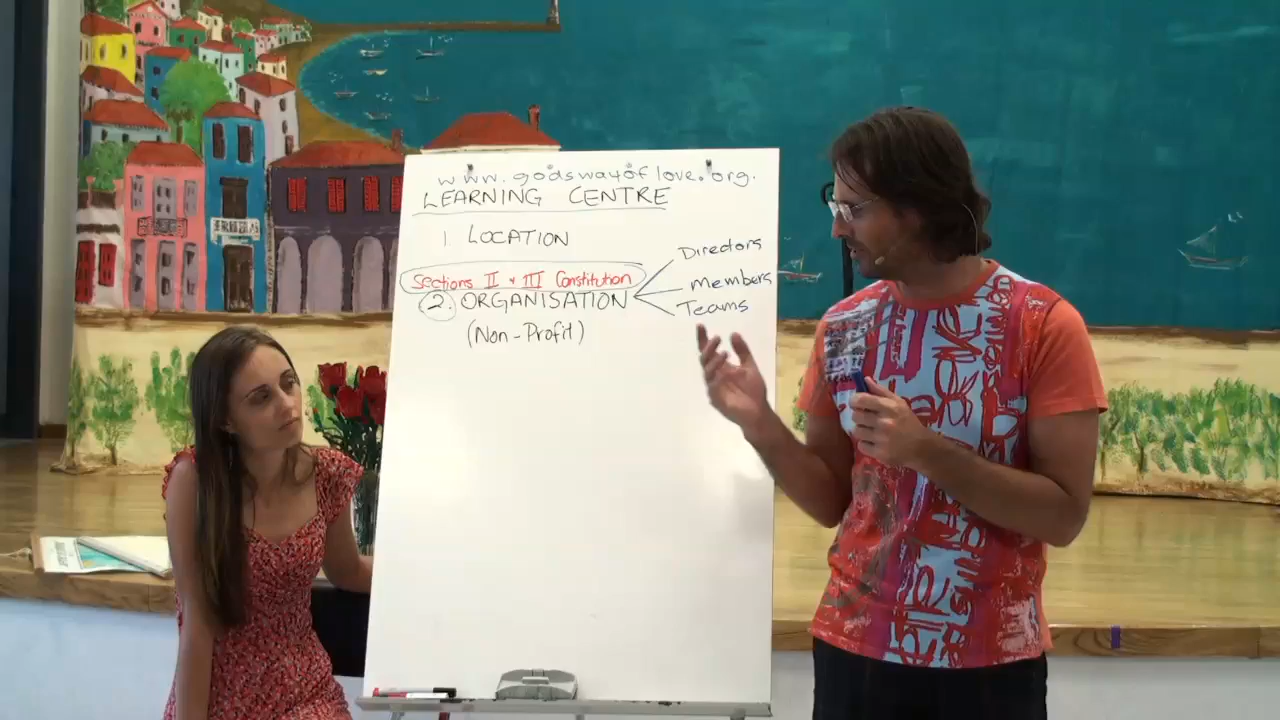 www.godswayoflove.org.
LEARNING CENTRE
1. LOCATION
Directors
Sections II + III Constitution
Members
2. ORGANISATION
Teams
(Non-Profit)